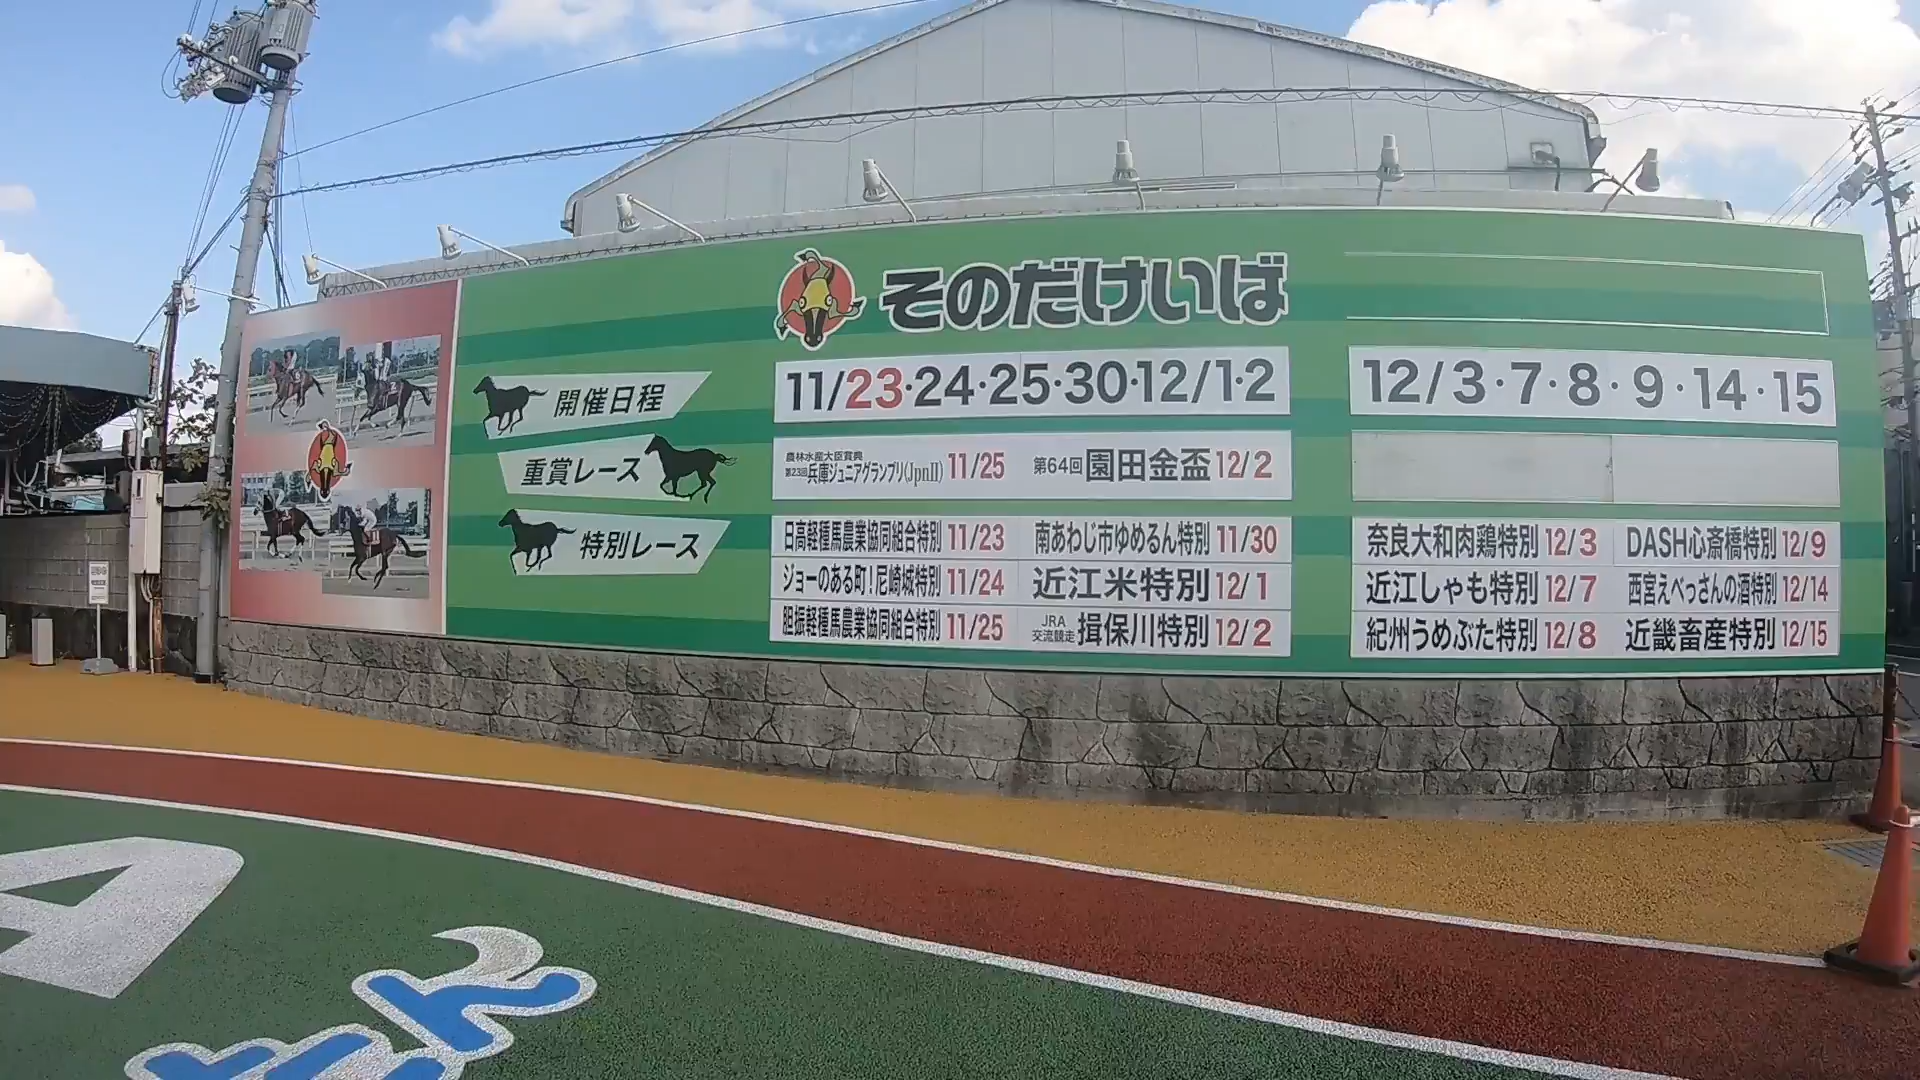 そのだけいば
開催日程
11/23・24・25・30・12/1・2
12/3・7・8・9・14・15
重賞レース
農林水産大臣賞典
第23回兵庫ジュニアグランプリ(JpnII) 11/25
第64回 園田金盃 12/2
特別レース
日高軽種馬農業協同組合特別 11/23
南あわじ市ゆめるん特別 11/30
奈良大和肉鶏特別 12/3
DASH心斎橋特別 12/9
ジョーのある町!尼崎城特別 11/24
近江米特別 12/1
近江しゃも特別 12/7
西宮えべっさんの酒特別 12/14
胆振軽種馬農業協同組合特別 11/25
JRA
交流競走 揖保川特別 12/2
紀州うめぶた特別 12/8
近畿畜産特別 12/15